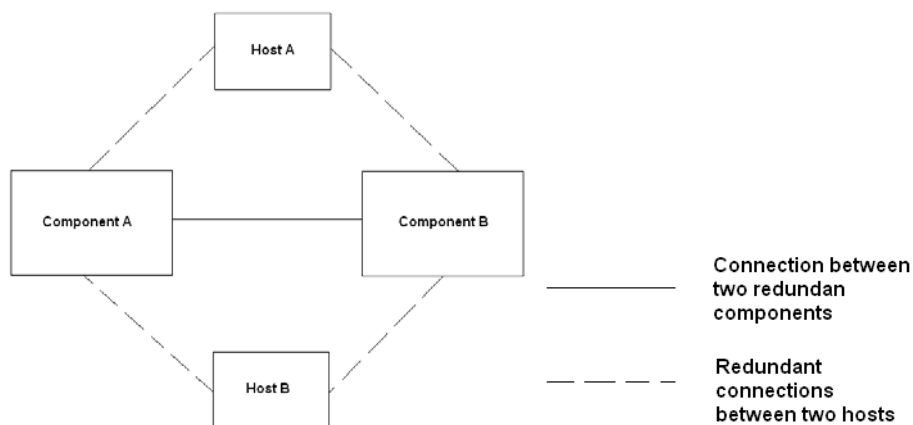 Host A
Component A
Component B
Host B
Connection between
two redundan
components
Redundant
connections
between two hosts